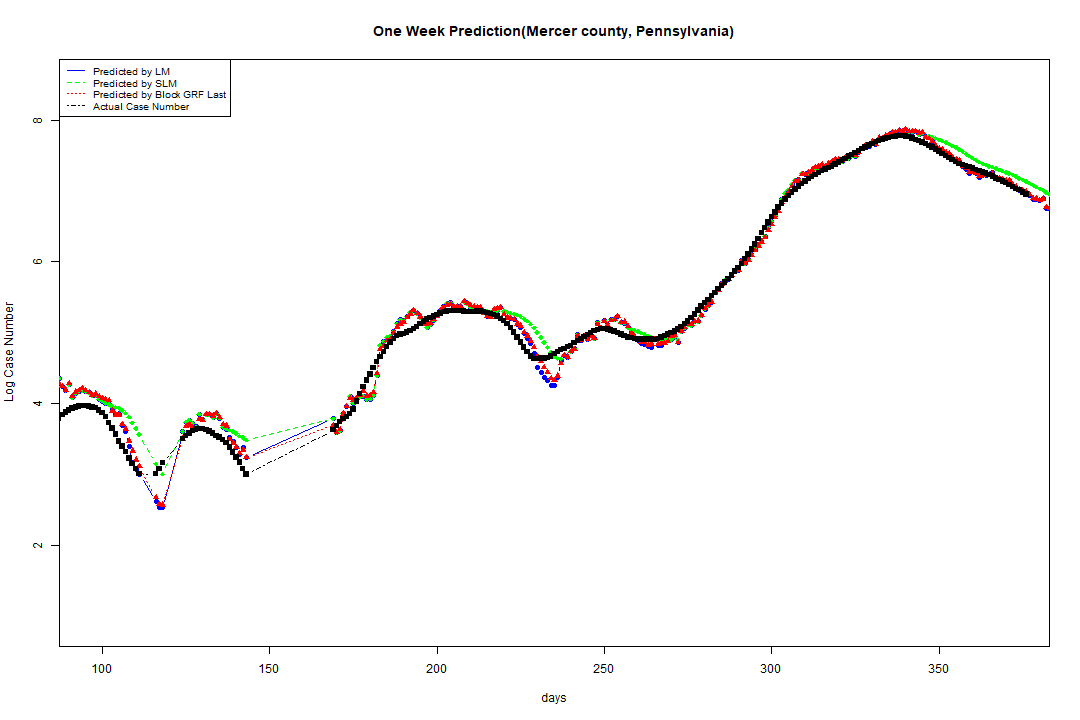 One Week Prediction(Mercer county, Pennsylvania)
Predicted by LM
Predicted by SLM
Predicted by Block GRF Last
Actual Case Number
8
6
4
2
Log Case Number
100 150 200 250 300 350
days